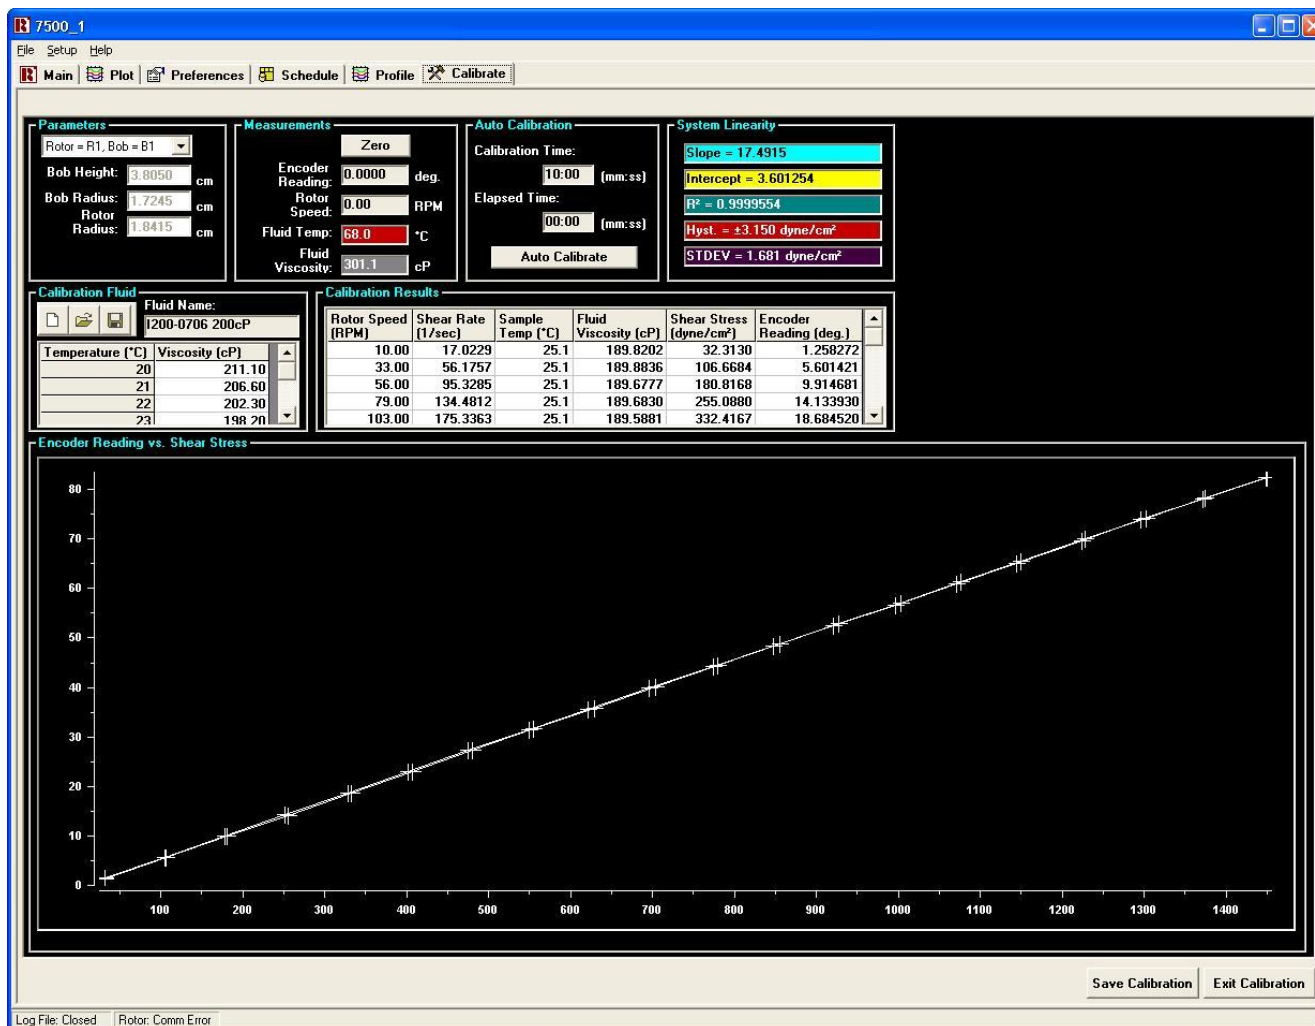 7500_1
File Setup Help
Main Plot Preferences Schedule Profile Calibrate
Parameters
Rotor = R1, Bob = B1
Bob Height: 3.8050 cm
Bob Radius: 1.7245 cm
Rotor Radius: 1.8415 cm
Measurements
Zero
Encoder Reading: 0.0000 deg.
Rotor Speed: 0.00 RPM
Fluid Temp: 68.0 °C
Fluid Viscosity: 301.1 cP
Auto Calibration
Calibration Time:
10:00 (mm:ss)
Elapsed Time:
00:00 (mm:ss)
Auto Calibrate
System Linearity
Slope = 17.4915
Intercept = 3.601254
R² = 0.9999554
Hyst. = ±3.150 dyne/cm²
STDEV = 1.681 dyne/cm²
Calibration Fluid
Fluid Name:
I200-0706 200cP
Temperature (°C) Viscosity (cP)
20 211.10
21 206.60
22 202.30
23 198.20
Calibration Results
Rotor Speed (RPM) Shear Rate (1/sec) Sample Temp (°C) Fluid Viscosity (cP) Shear Stress (dyne/cm²) Encoder Reading (deg.)
10.00 17.0229 25.1 189.8202 32.3130 1.258272
33.00 56.1757 25.1 189.8836 106.6684 5.601421
56.00 95.3285 25.1 189.6777 180.8168 9.914681
79.00 134.4812 25.1 189.6830 255.0880 14.133930
103.00 175.3363 25.1 189.5881 332.4167 18.684520
Encoder Reading vs. Shear Stress
80
70
60
50
40
30
20
10
0
100 200 300 400 500 600 700 800 900 1000 1100 1200 1300 1400
Save Calibration Exit Calibration
Log File: Closed Rotor: Comm Error